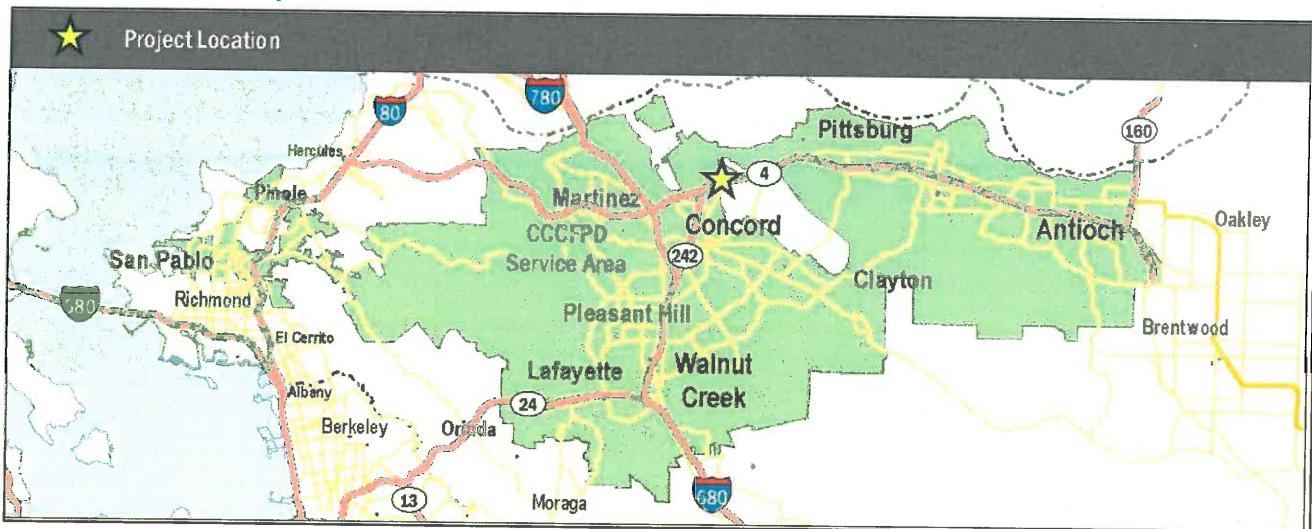 Project Location
80
780
160
Hercules
Pittsburg
Pinole
Martinez
4
CCCFPD
Service Area
Concord
Antioch
Oakley
San Pablo
242
Clayton
680
Richmond
Pleasant Hill
El Cerrito
Brentwood
Lafayette
Walnut
Creek
Albany
24
Berkeley
Orinda
13
Moraga
680